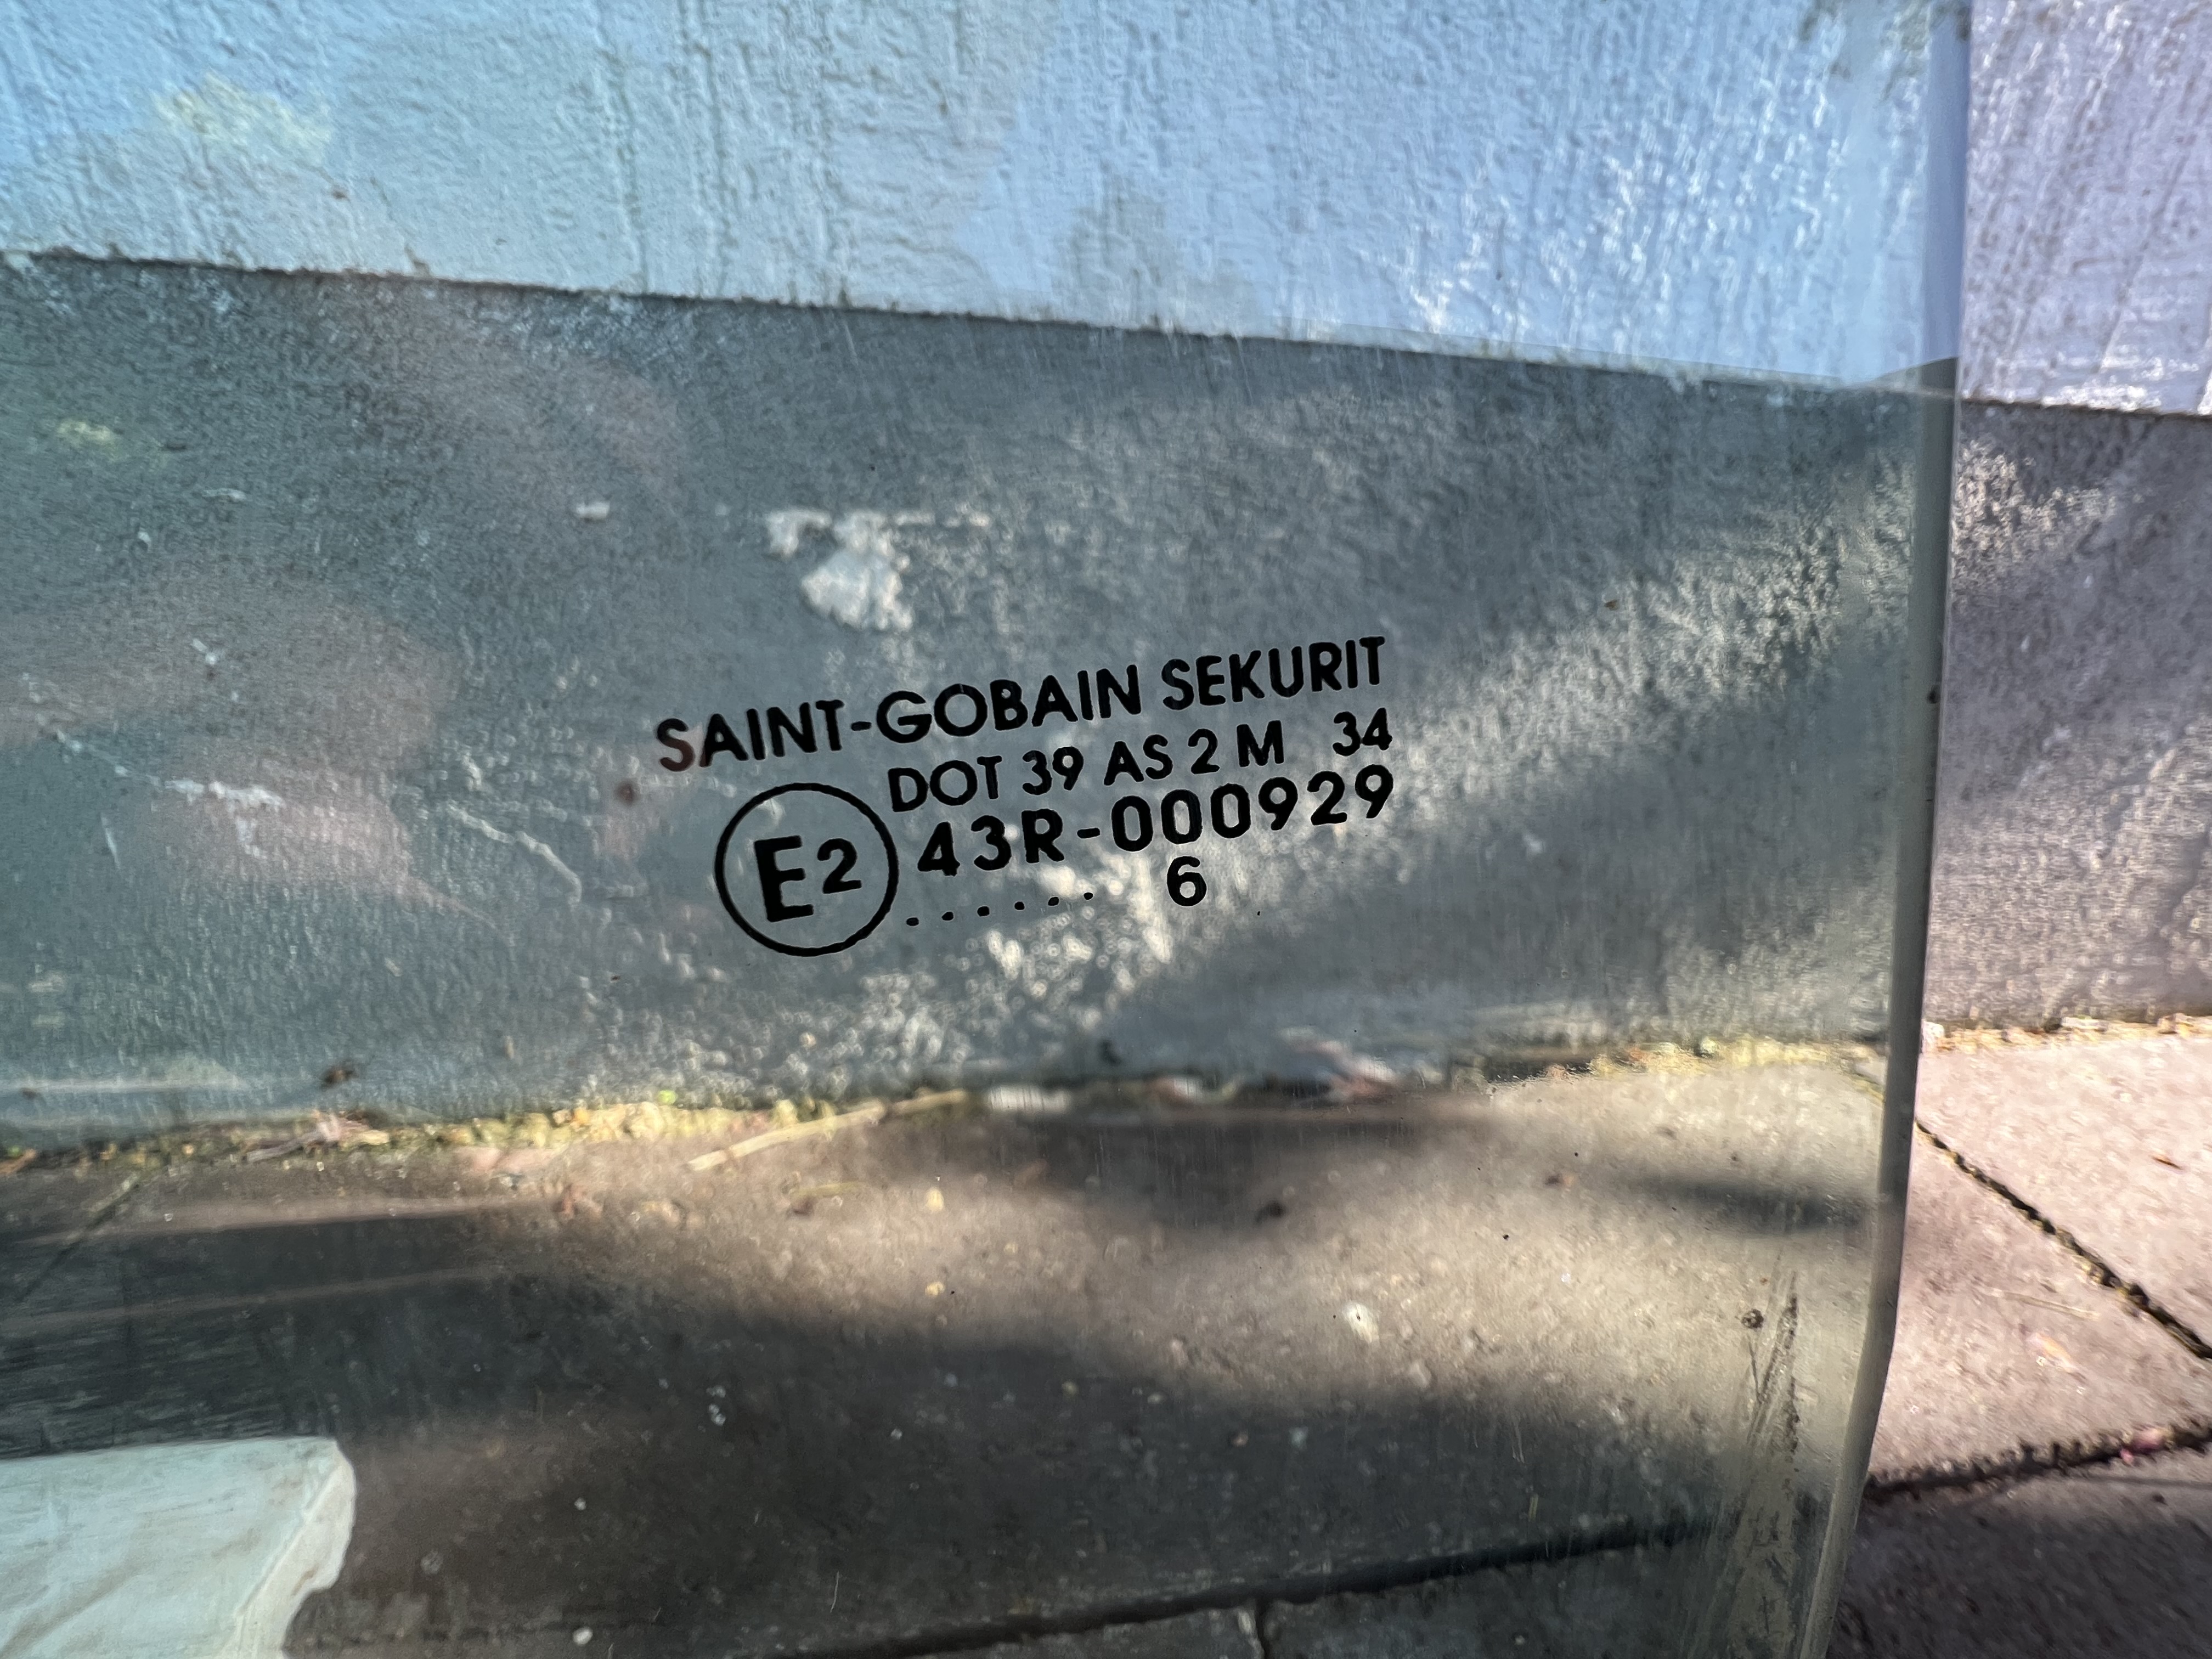 SAINT-GOBAIN SEKURIT
DOT 39 AS 2 M 34
E2 43R-000929
...... 6